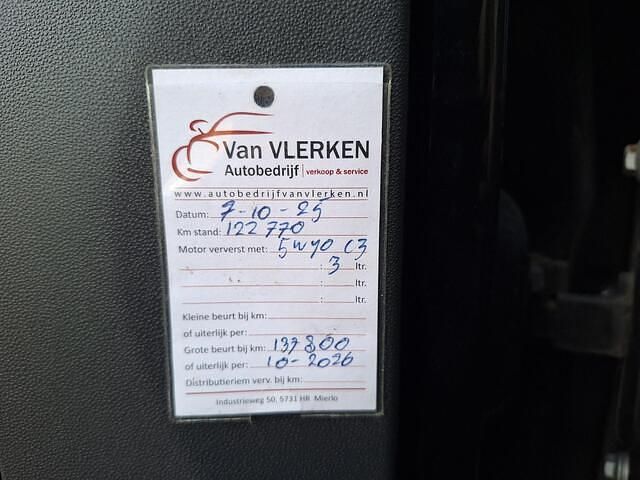 Van VLERKEN
Autobedrijf | verkoop & service
www.autobedrijfvanvlerken.nl
Datum: 7-10-25
Km stand: 122770
Motor ververst met: 5W40 C3
: 3 ltr.
: ltr.
: ltr.
Kleine beurt bij km:
of uiterlijk per:
Grote beurt bij km: 137800
of uiterlijk per: 10-2026
Distributieriem verv. bij km:
Industrieweg 50, 5731 HR Mierlo